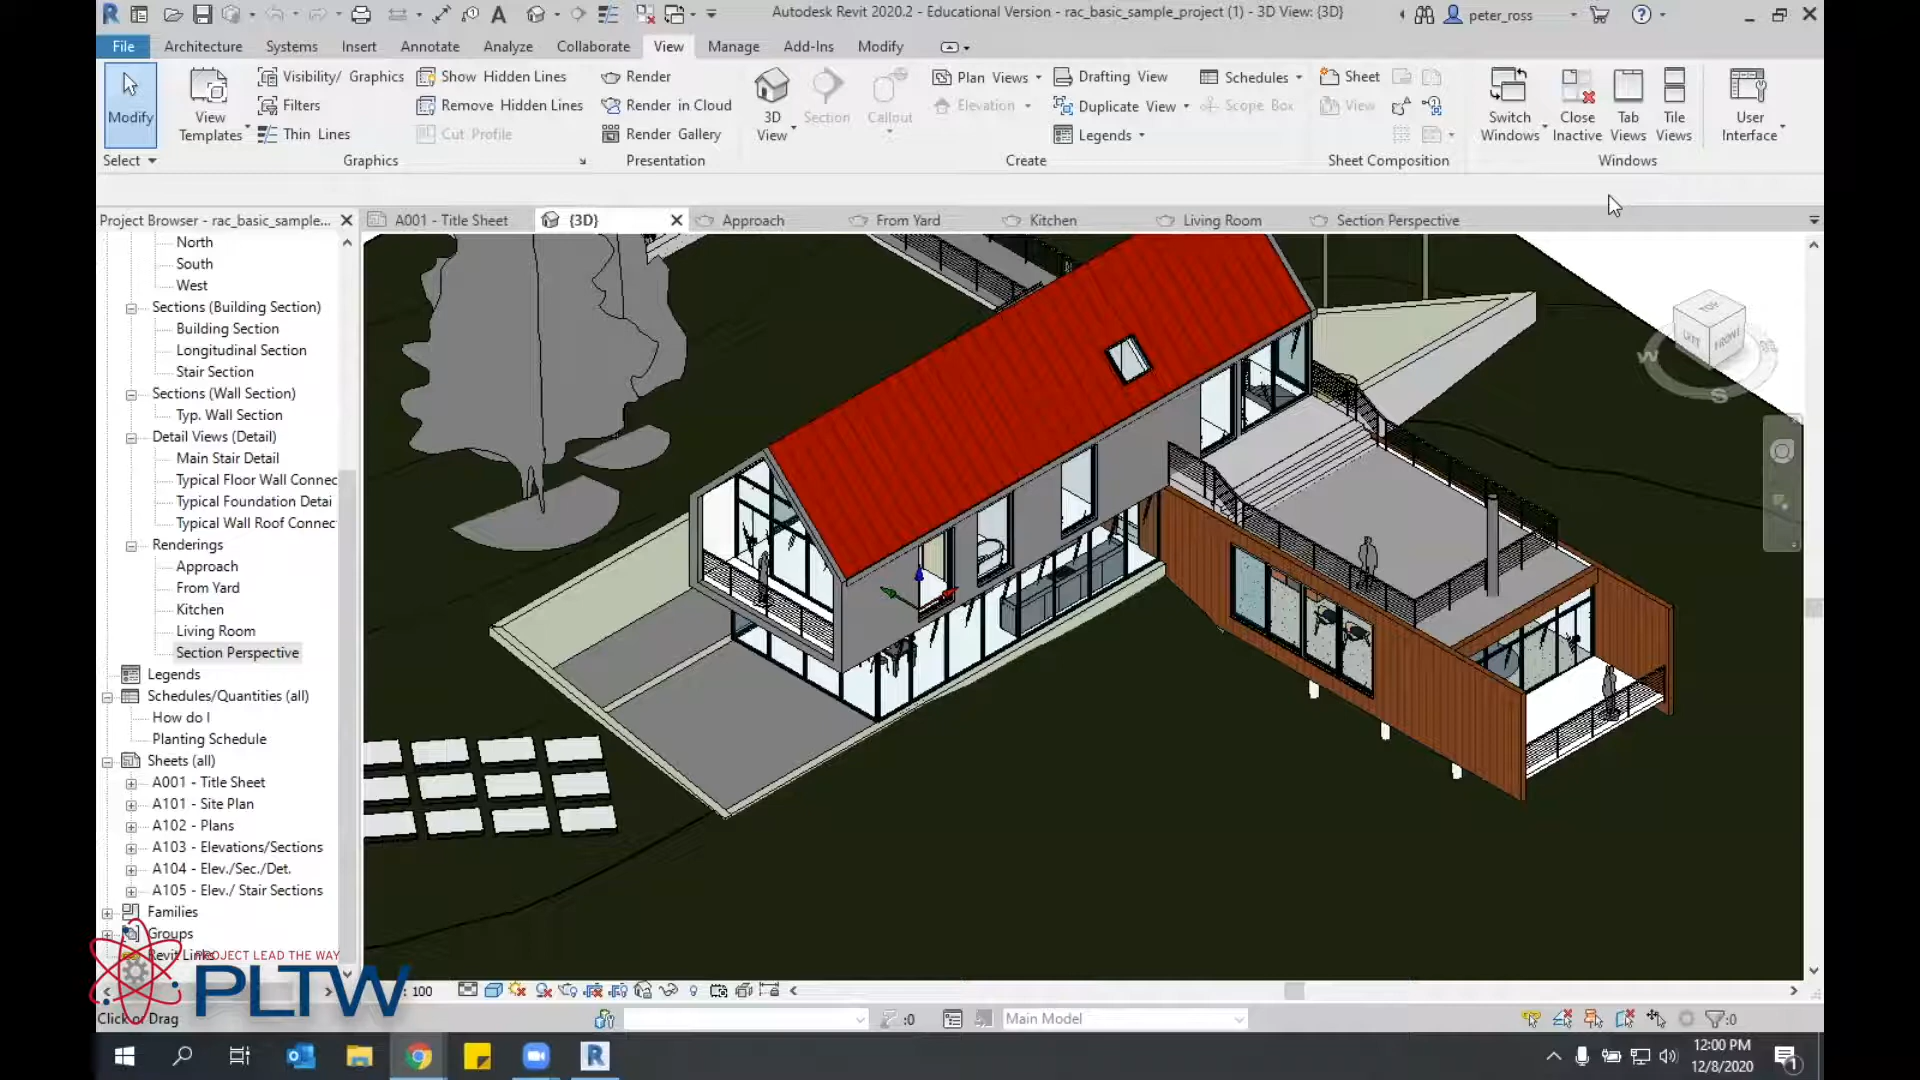 Autodesk Revit 2020.2 - Educational Version - rac_basic_sample_project (1) - 3D View: {3D}
peter_ross
File Architecture Systems Insert Annotate Analyze Collaborate View Manage Add-Ins Modify
Modify
Select
View Templates
Visibility/ Graphics
Filters
Thin Lines
Show Hidden Lines
Remove Hidden Lines
Cut Profile
Graphics
Render
Render in Cloud
Render Gallery
Presentation
3D View
Section
Callout
Plan Views
Elevation
Drafting View
Duplicate View
Legends
Schedules
Scope Box
Create
Sheet
View
Sheet Composition
Switch Windows
Close Inactive
Tab Views
Tile Views
User Interface
Windows
Project Browser - rac_basic_sample...
A001 - Title Sheet
{3D}
Approach
From Yard
Kitchen
Living Room
Section Perspective
North
South
West
Sections (Building Section)
Building Section
Longitudinal Section
Stair Section
Sections (Wall Section)
Typ. Wall Section
Detail Views (Detail)
Main Stair Detail
Typical Floor Wall Connec
Typical Foundation Detai
Typical Wall Roof Connec
Renderings
Approach
From Yard
Kitchen
Living Room
Section Perspective
Legends
Schedules/Quantities (all)
How do I
Planting Schedule
Sheets (all)
A001 - Title Sheet
A101 - Site Plan
A102 - Plans
A103 - Elevations/Sections
A104 - Elev./Sec./Det.
A105 - Elev./ Stair Sections
Families
Groups
Revit Links
PROJECT LEAD THE WAY
PLTW
TOP
LEFT
FRONT
W
S
: 100
Click or Drag
:0
Main Model
:0
12:00 PM
12/8/2020
1